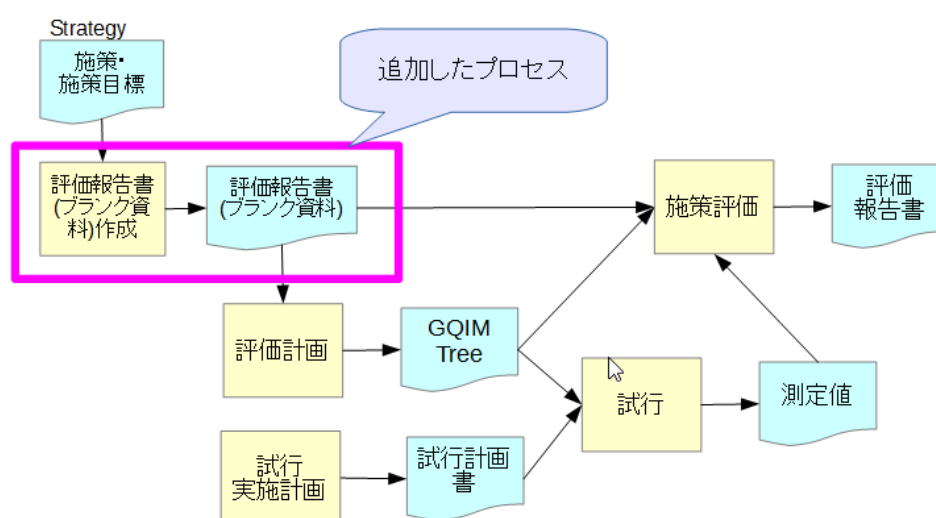 Strategy
施策・
施策目標
追加したプロセス
評価報告書
(ブランク資
料)作成
評価報告書
(ブランク資料)
施策評価
評価
報告書
評価計画
GQIM
Tree
試行
測定値
試行
実施計画
試行計画
書